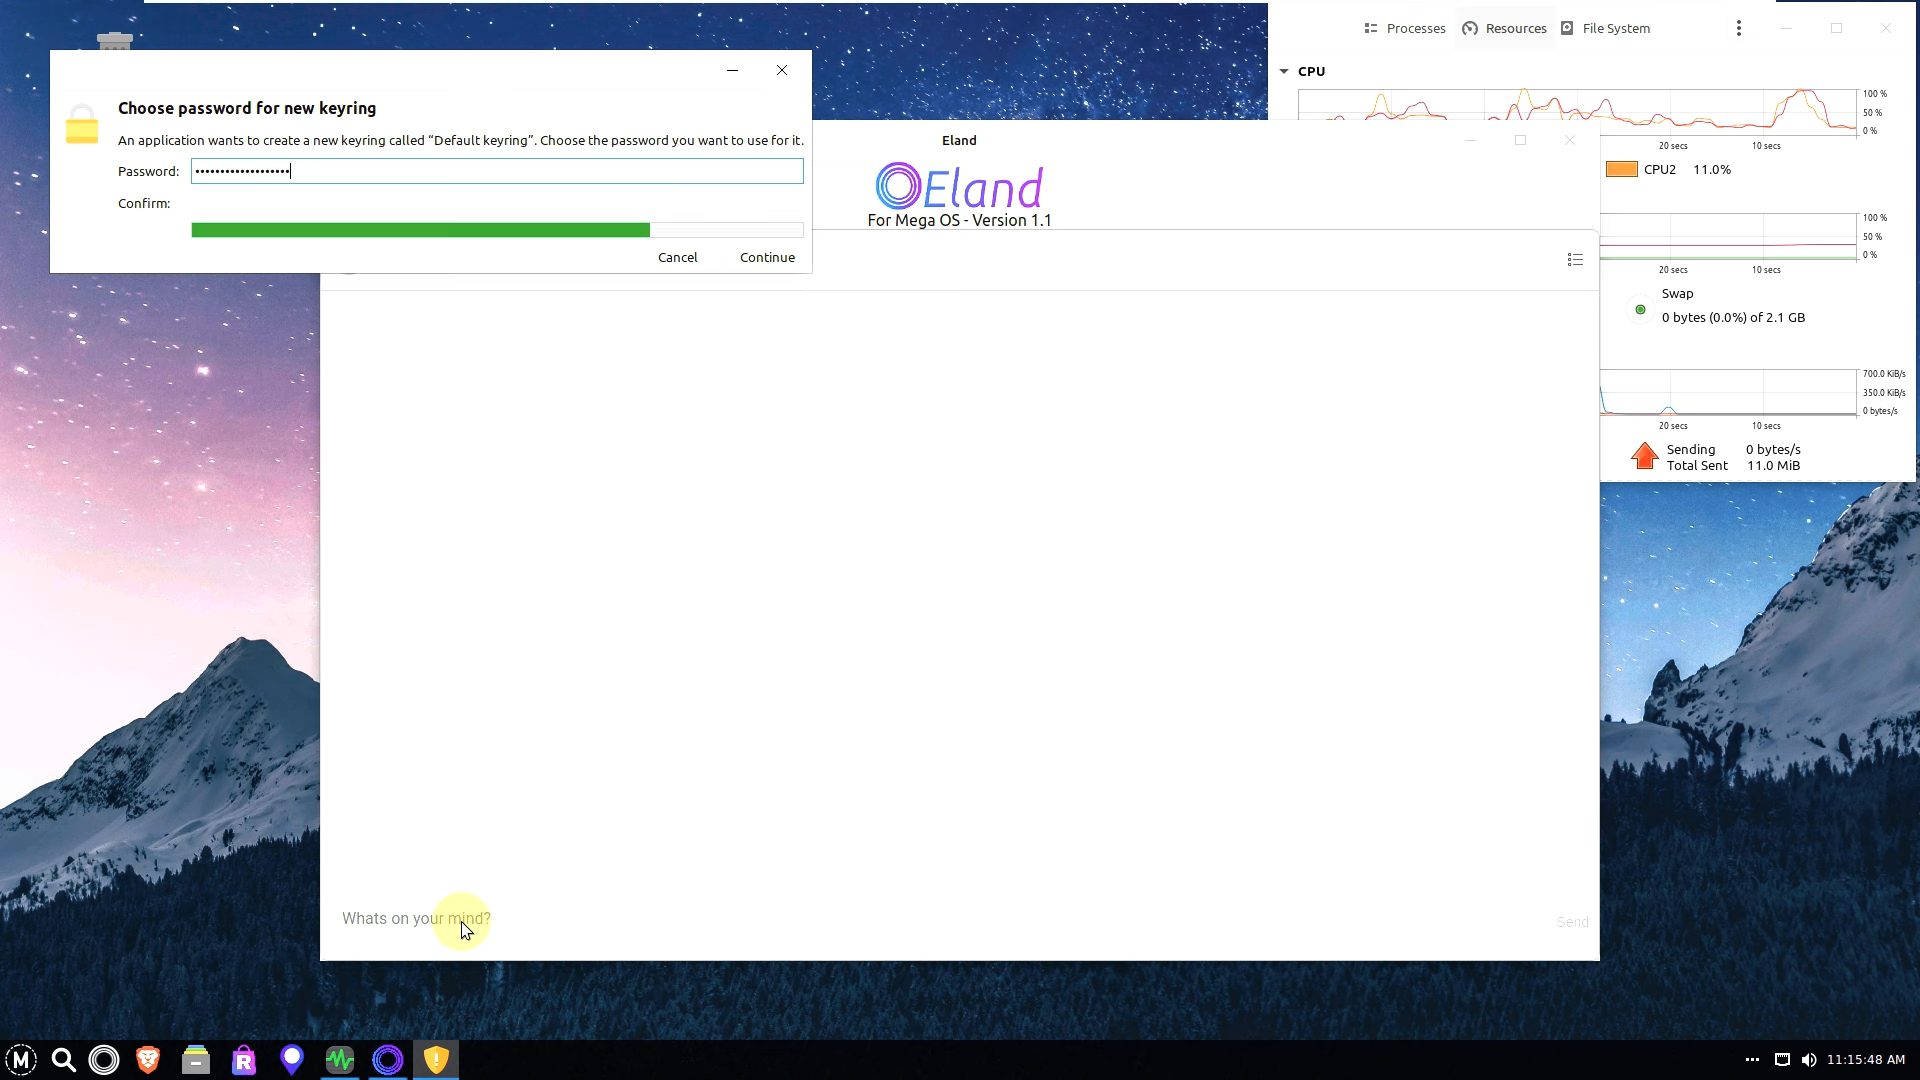 Choose password for new keyring
An application wants to create a new keyring called “Default keyring”. Choose the password you want to use for it.
Password: •••••••••••••••••••
Confirm:
Cancel
Continue
Eland
Eland
For Mega OS - Version 1.1
Whats on your mind?
Send
Processes
Resources
File System
CPU
100 %
50 %
0 %
20 secs
10 secs
CPU2 11.0%
100 %
50 %
0 %
20 secs
10 secs
Swap
0 bytes (0.0%) of 2.1 GB
700.0 KiB/s
350.0 KiB/s
0 bytes/s
20 secs
10 secs
Sending 0 bytes/s
Total Sent 11.0 MiB
M
R
11:15:48 AM